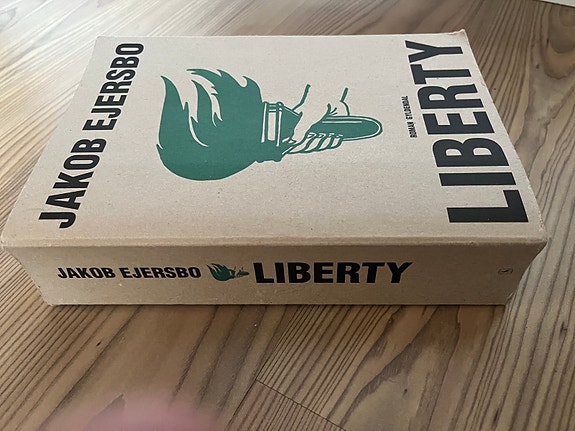 JAKOB EJERSBO
ROMAN GYLDENDAL
LIBERTY
JAKOB EJERSBO LIBERTY